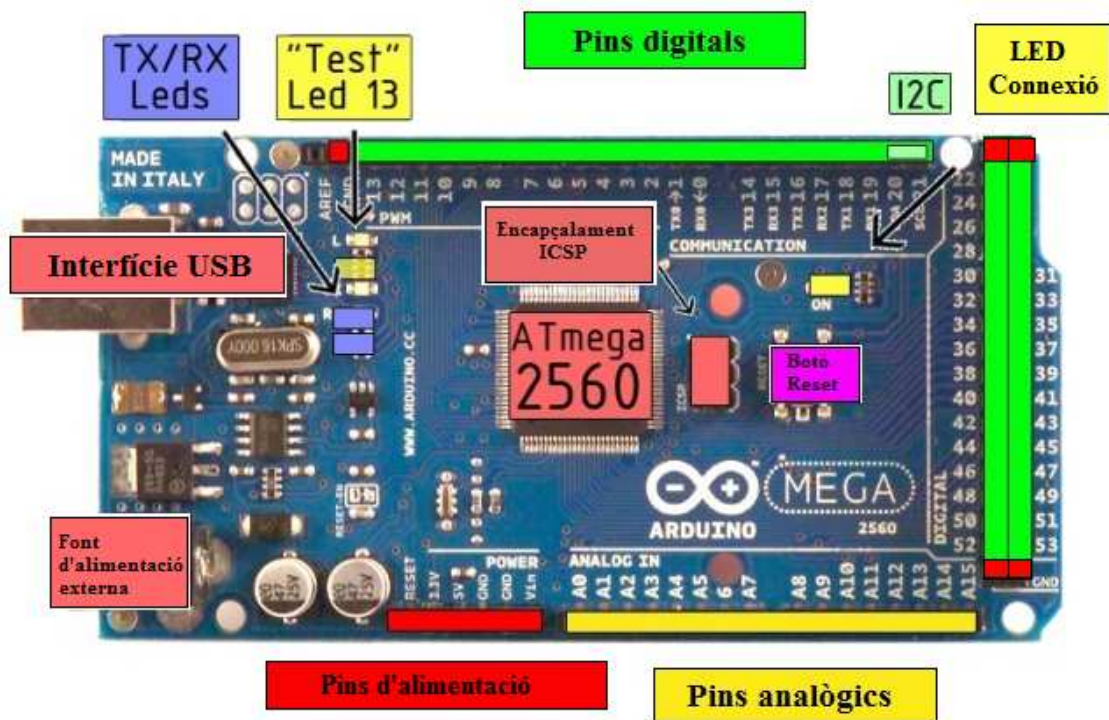 Pins digitals
TX/RX
Leds
"Test"
Led 13
I2C
LED
Connexió
MADE
IN ITALY
AREF
GND
13
12
11
10
9
8
7
6
5
4
3
2
TX0→1
RX0←0
TX3 14
RX3 15
TX2 16
RX2 17
TX1 18
RX1 19
20
SCL 21
PWM
COMMUNICATION
L
Interfície USB
Encapçalament
ICSP
ON
SPK16.000Y
ATmega
2560
ICSP
RESET
Botó
Reset
WWW.ARDUINO.CC
22
24
26
28
30 31
32 33
34 35
36 37
38 39
40 41
42 43
44 45
46 47
48 49
50 51
52 53
GND
DIGITAL
ARDUINO
MEGA
2560
RESET-EN
Font
d'alimentació
externa
POWER
RESET
5V
GND
GND
Vin
ANALOG IN
A0
A1
A2
A3
A4
A5
6
A7
A8
A9
A10
A11
A12
A13
A14
A15
Pins d'alimentació
Pins analògics